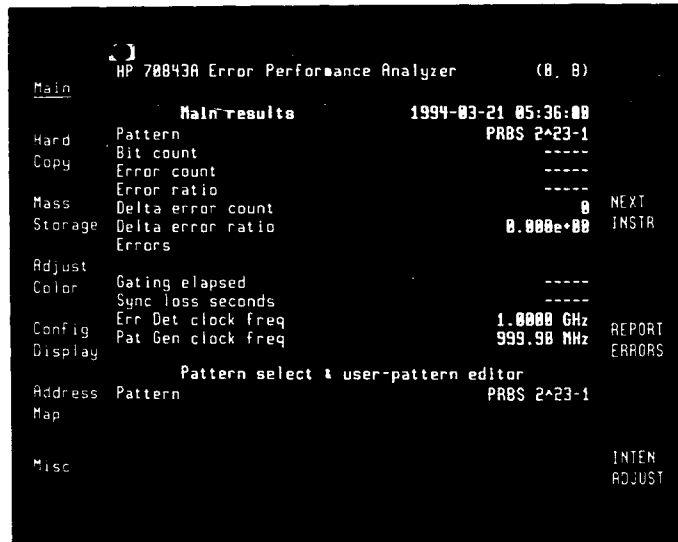 HP 70843A Error Performance Analyzer (0, B)
Main
Main results 1994-03-21 05:36:00
Hard Copy
Pattern PRBS 2^23-1
Bit count -----
Error count -----
Error ratio -----
Mass Storage
Delta error count 0
Delta error ratio 0.000e+00
Errors
NEXT INSTR
Adjust Color
Gating elapsed -----
Sync loss seconds -----
Err Det clock freq 1.0000 GHz
Pat Gen clock freq 999.90 MHz
Config Display
REPORT ERRORS
Pattern select & user-pattern editor
Address Map
Pattern PRBS 2^23-1
Misc
INTEN ADJUST